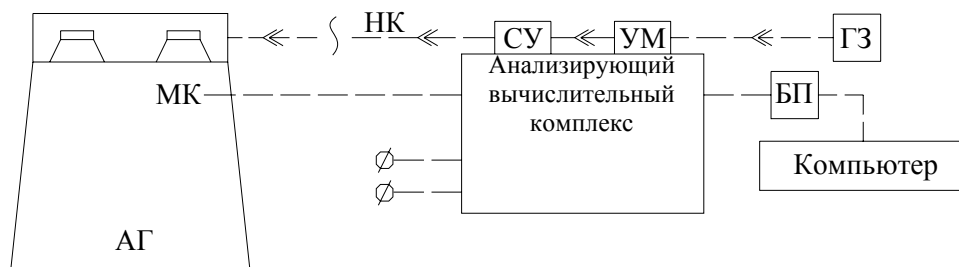 НК
СУ
УМ
ГЗ
Анализирующий
вычислительный
комплекс
МК
БП
Компьютер
АГ